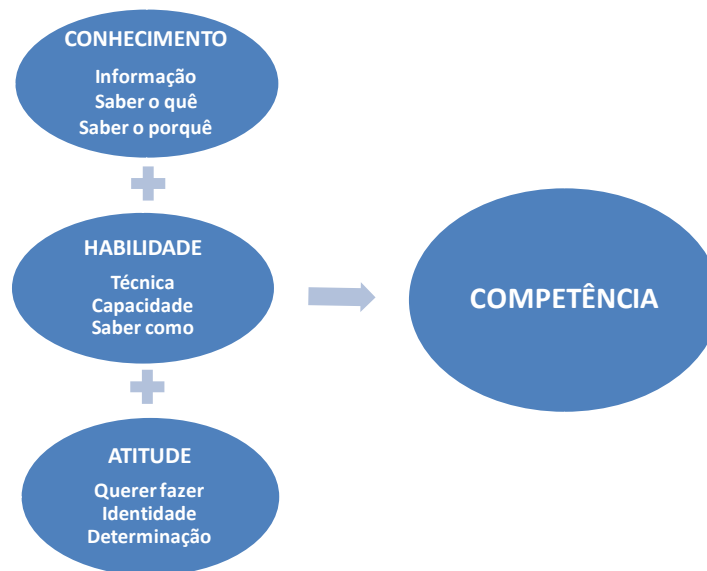 CONHECIMENTO
Informação
Saber o quê
Saber o porquê
HABILIDADE
Técnica
Capacidade
Saber como
COMPETÊNCIA
ATITUDE
Querer fazer
Identidade
Determinação